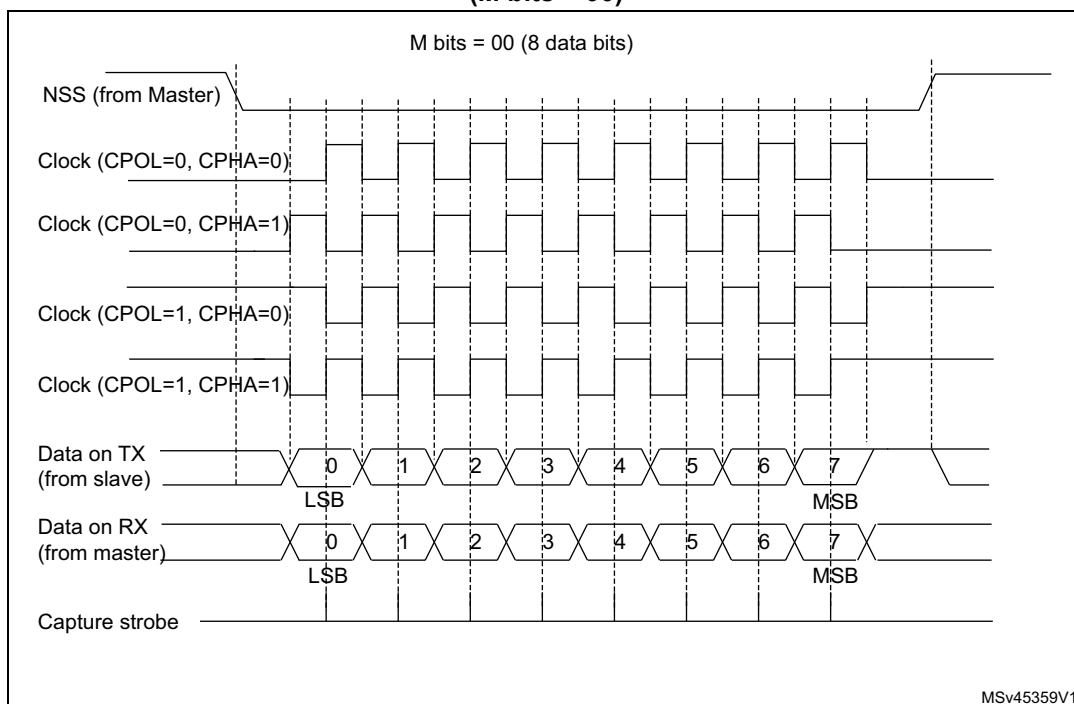 (M bits = 00)
M bits = 00 (8 data bits)
NSS (from Master)
Clock (CPOL=0, CPHA=0)
Clock (CPOL=0, CPHA=1)
Clock (CPOL=1, CPHA=0)
Clock (CPOL=1, CPHA=1)
Data on TX
(from slave)
0 1 2 3 4 5 6 7
LSB MSB
Data on RX
(from master)
0 1 2 3 4 5 6 7
LSB MSB
Capture strobe
MSv45359V1